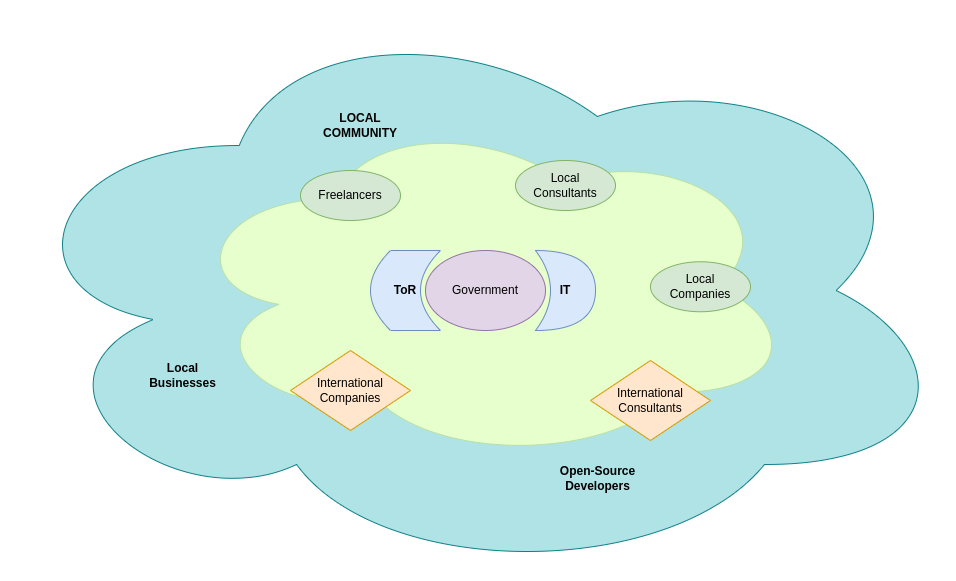 LOCAL
COMMUNITY
Freelancers
Local
Consultants
ToR
Government
IT
Local
Companies
Local
Businesses
International
Companies
International
Consultants
Open-Source
Developers